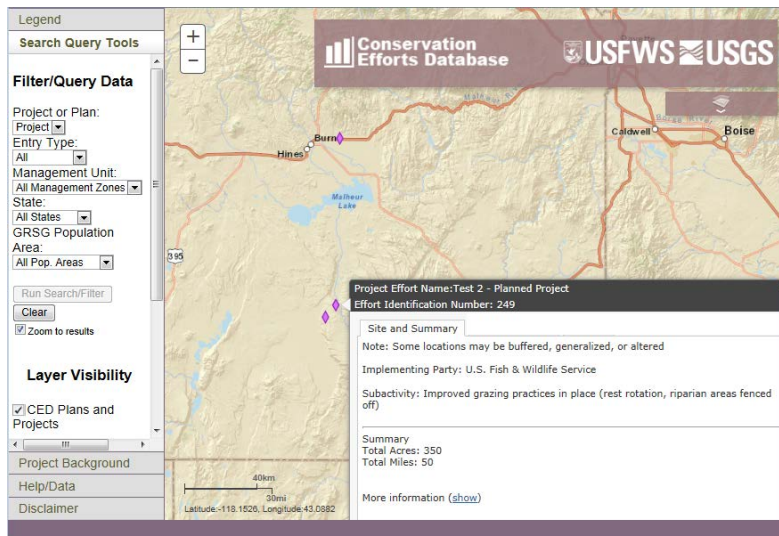 Legend
Search Query Tools
Filter/Query Data
Project or Plan:
Project
Entry Type:
All
Management Unit:
All Management Zones
State:
All States
GRSG Population
Area:
All Pop. Areas
Run Search/Filter
Clear
Zoom to results
Layer Visibility
CED Plans and
Projects
Project Background
Help/Data
Disclaimer
+
−
Conservation
Efforts Database
USFWS
USGS
Malheur
Burn
Hines
Caldwell
Boise
Malheur
Lake
395
Project Effort Name:Test 2 - Planned Project
Effort Identification Number: 249
Site and Summary
Note: Some locations may be buffered, generalized, or altered
Implementing Party: U.S. Fish & Wildlife Service
Subactivity: Improved grazing practices in place (rest rotation, riparian areas fenced
off)
Summary
Total Acres: 350
Total Miles: 50
More information (show)
40km
30mi
Latitude:-118.1526, Longitude:43.0882